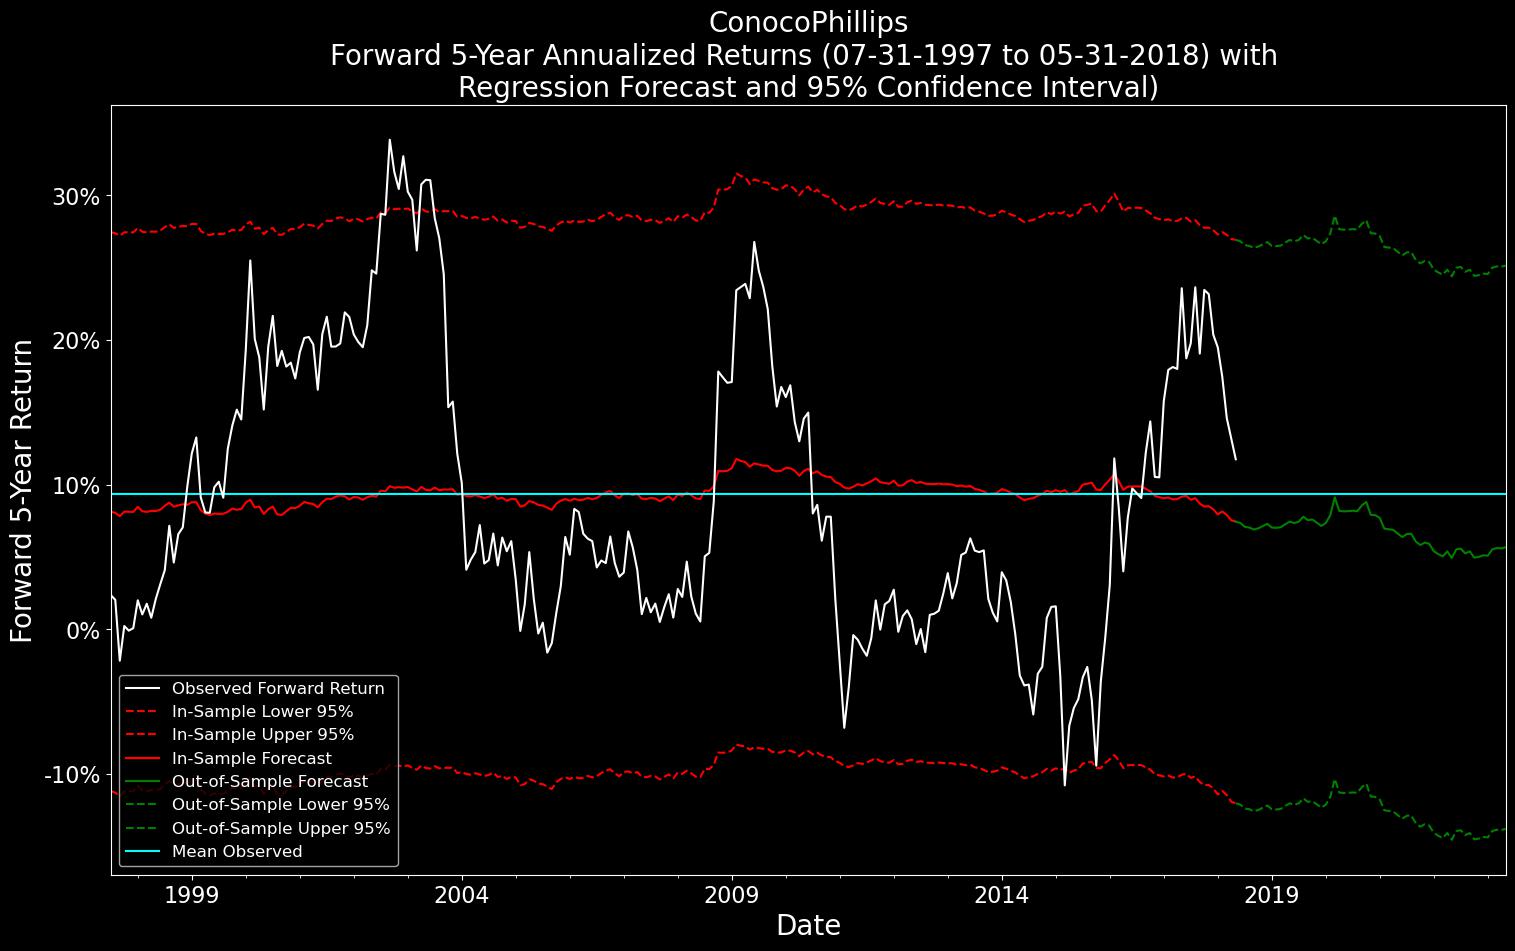 ConocoPhillips
Forward 5-Year Annualized Returns (07-31-1997 to 05-31-2018) with
Regression Forecast and 95% Confidence Interval)
Forward 5-Year Return
30%
20%
10%
0%
-10%
Observed Forward Return
In-Sample Lower 95%
In-Sample Upper 95%
In-Sample Forecast
Out-of-Sample Forecast
Out-of-Sample Lower 95%
Out-of-Sample Upper 95%
Mean Observed
1999 2004 2009 2014 2019
Date